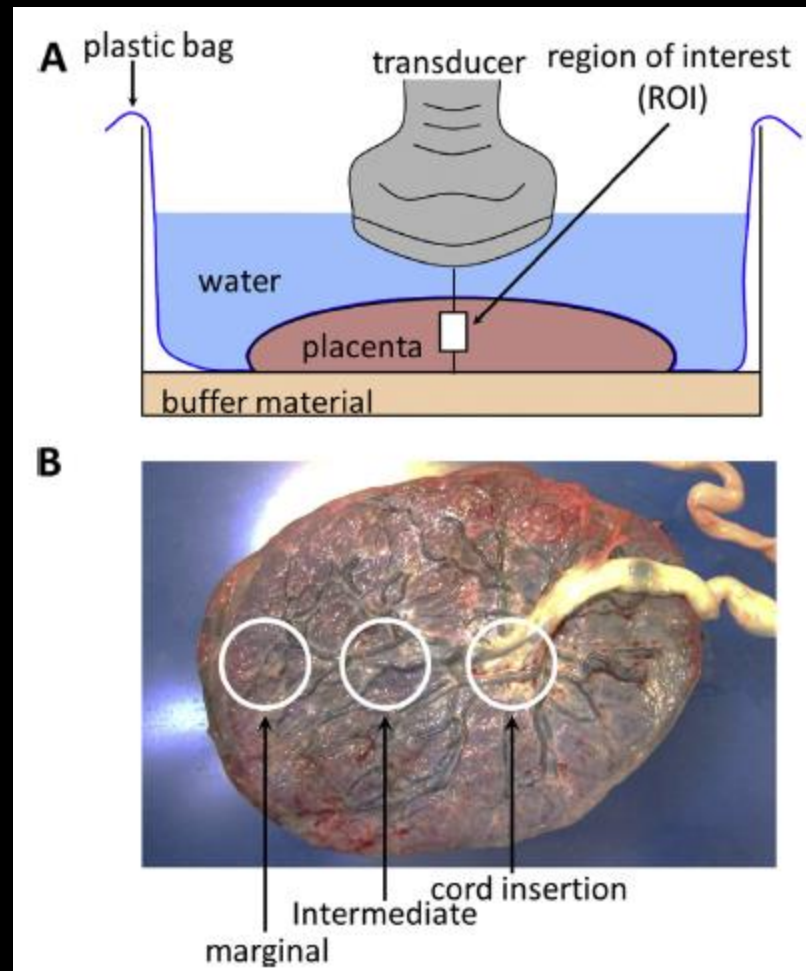 A
plastic bag
transducer
region of interest
(ROI)
water
placenta
buffer material
B
cord insertion
Intermediate
marginal